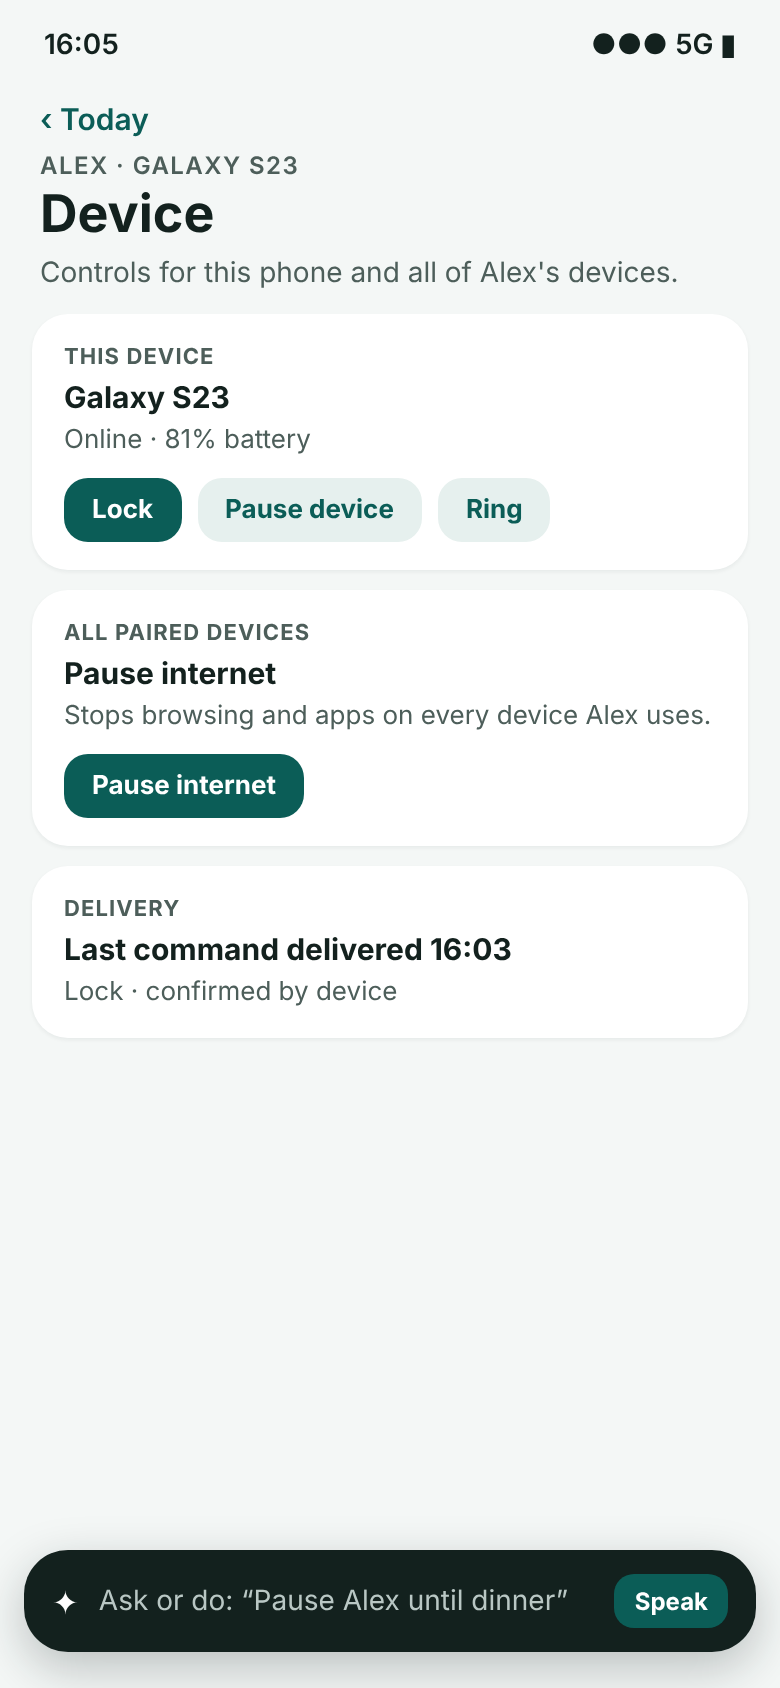 16:05
●●● 5G ▮
‹ Today
ALEX · GALAXY S23
Device
Controls for this phone and all of Alex's devices.
THIS DEVICE
Galaxy S23
Online · 81% battery
Lock
Pause device
Ring
ALL PAIRED DEVICES
Pause internet
Stops browsing and apps on every device Alex uses.
Pause internet
DELIVERY
Last command delivered 16:03
Lock · confirmed by device
✦ Ask or do: “Pause Alex until dinner”
Speak